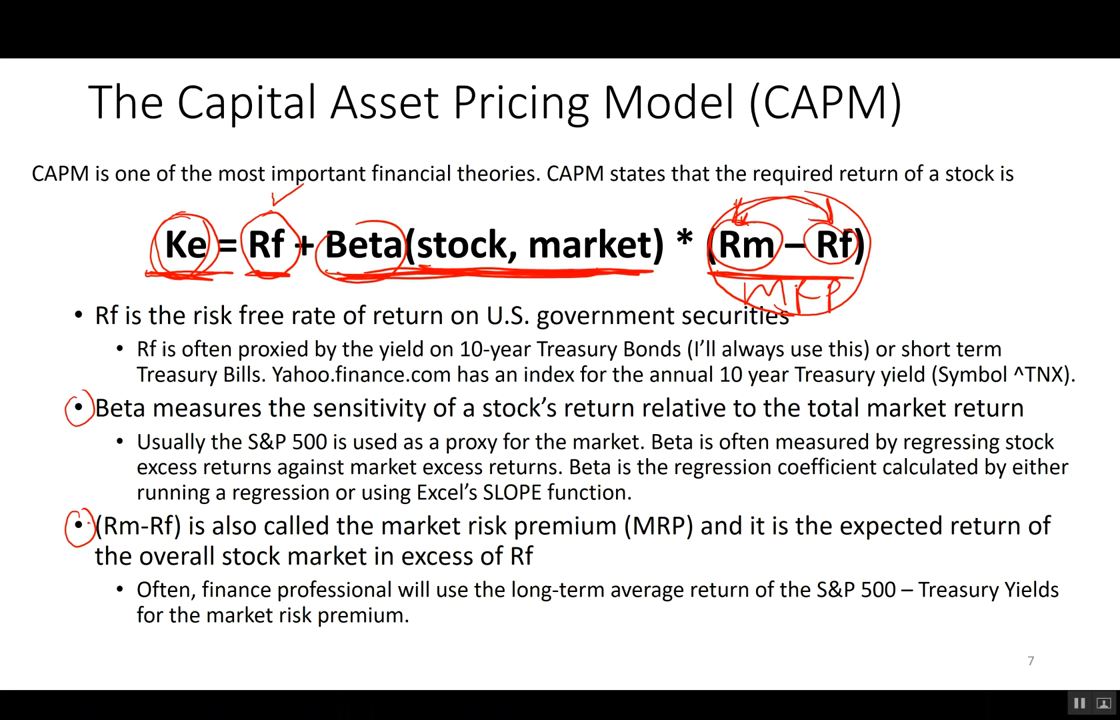 The Capital Asset Pricing Model (CAPM)
CAPM is one of the most important financial theories. CAPM states that the required return of a stock is
Ke = Rf + Beta(stock, market) * (Rm – Rf)
MRP
• Rf is the risk free rate of return on U.S. government securities
• Rf is often proxied by the yield on 10-year Treasury Bonds (I'll always use this) or short term
Treasury Bills. Yahoo.finance.com has an index for the annual 10 year Treasury yield (Symbol ^TNX).
• Beta measures the sensitivity of a stock's return relative to the total market return
• Usually the S&P 500 is used as a proxy for the market. Beta is often measured by regressing stock
excess returns against market excess returns. Beta is the regression coefficient calculated by either
running a regression or using Excel's SLOPE function.
• (Rm-Rf) is also called the market risk premium (MRP) and it is the expected return of
the overall stock market in excess of Rf
• Often, finance professional will use the long-term average return of the S&P 500 – Treasury Yields
for the market risk premium.
7